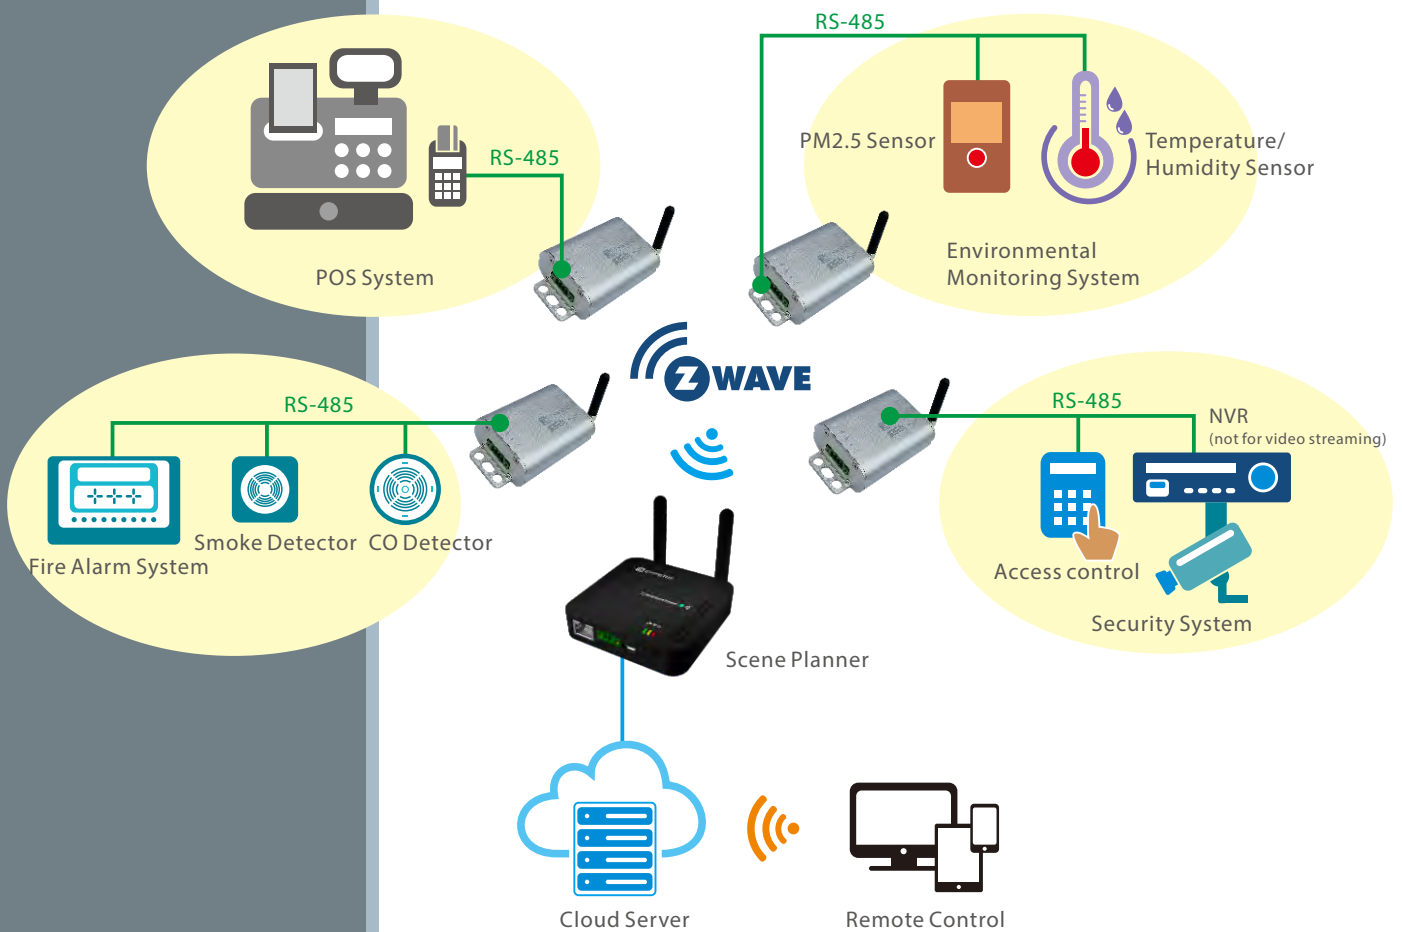 RS-485
RS-485
PM2.5 Sensor
Temperature/
Humidity Sensor
POS System
Environmental
Monitoring System
Z WAVE
RS-485
RS-485
NVR
(not for video streaming)
Smoke Detector
CO Detector
Fire Alarm System
Access control
Security System
Scene Planner
Cloud Server
Remote Control